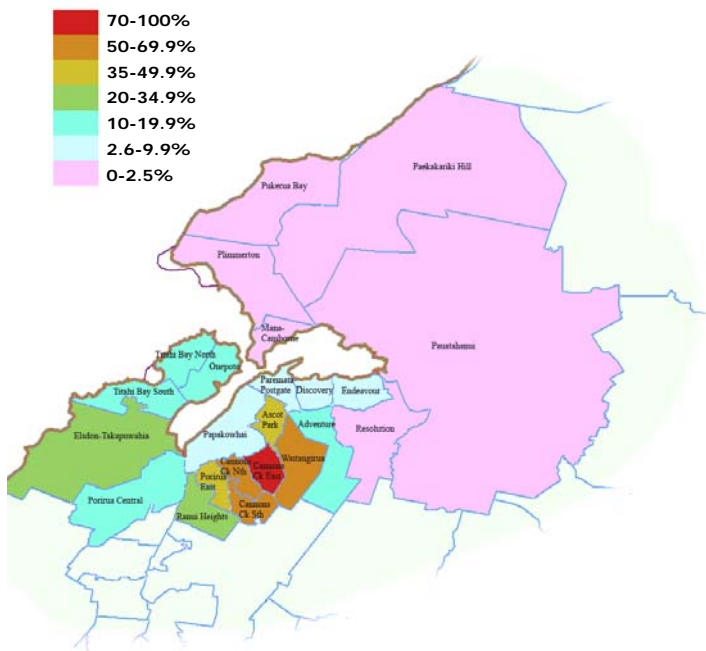 70-100%
50-69.9%
35-49.9%
20-34.9%
10-19.9%
2.6-9.9%
0-2.5%
Paekakariki Hill
Pukerua Bay
Plimmerton
Mana-
Camborne
Pauatahanui
Titahi Bay North
Onepoto
Titahi Bay South
Paremata
Postgate
Discovery
Endeavour
Elsdon-Takapuwahia
Papakowhai
Ascot
Park
Adventure
Resolution
Cannons
Ck Nth
Cannons
Ck East
Waitangirua
Porirua
East
Porirua Central
Ranui Heights
Cannons
Ck Sth